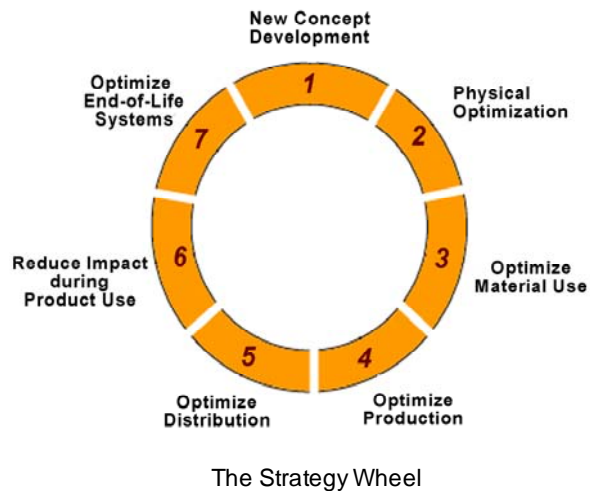 New Concept
Development
1
Physical
Optimization
2
3
Optimize
Material Use
4
Optimize
Production
5
Optimize
Distribution
6
Reduce Impact
during
Product Use
7
Optimize
End-of-Life
Systems
The Strategy Wheel